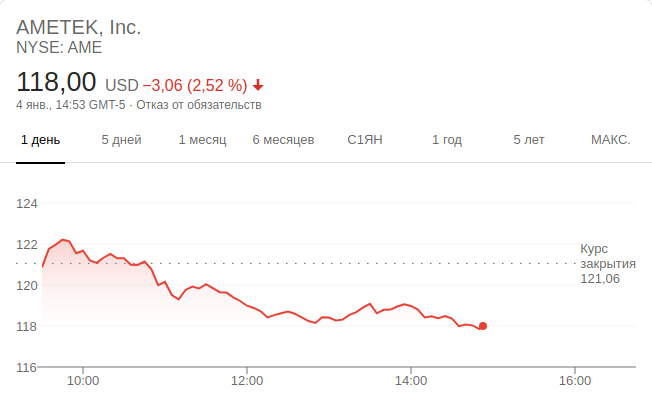 AMETEK, Inc.
NYSE: AME
118,00 USD −3,06 (2,52 %)
4 янв., 14:53 GMT-5 · Отказ от обязательств
1 день 5 дней 1 месяц 6 месяцев С1ЯН 1 год 5 лет МАКС.
124
122
Курс
закрытия
121,06
120
118
116
10:00 12:00 14:00 16:00